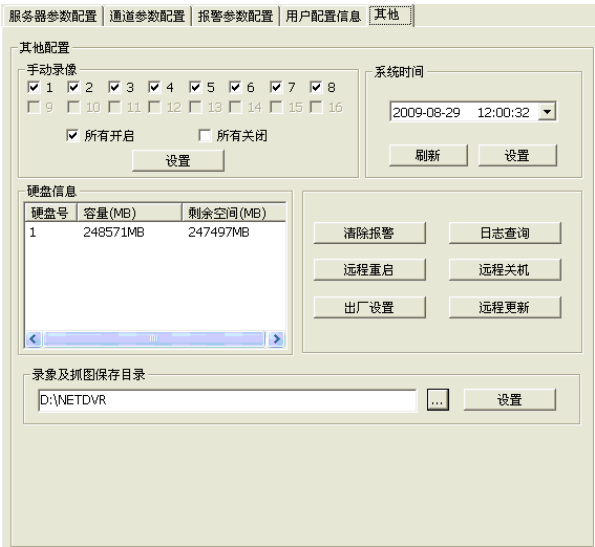 服务器参数配置 通道参数配置 报警参数配置 用户配置信息 其他
其他配置
手动录像
1 2 3 4 5 6 7 8
9 10 11 12 13 14 15 16
所有开启 所有关闭
设置
系统时间
2009-08-29 12:00:32
刷新 设置
硬盘信息
硬盘号 容量(MB) 剩余空间(MB)
1 248571MB 247497MB
清除报警 日志查询
远程重启 远程关机
出厂设置 远程更新
录象及抓图保存目录
D:\NETDVR ... 设置